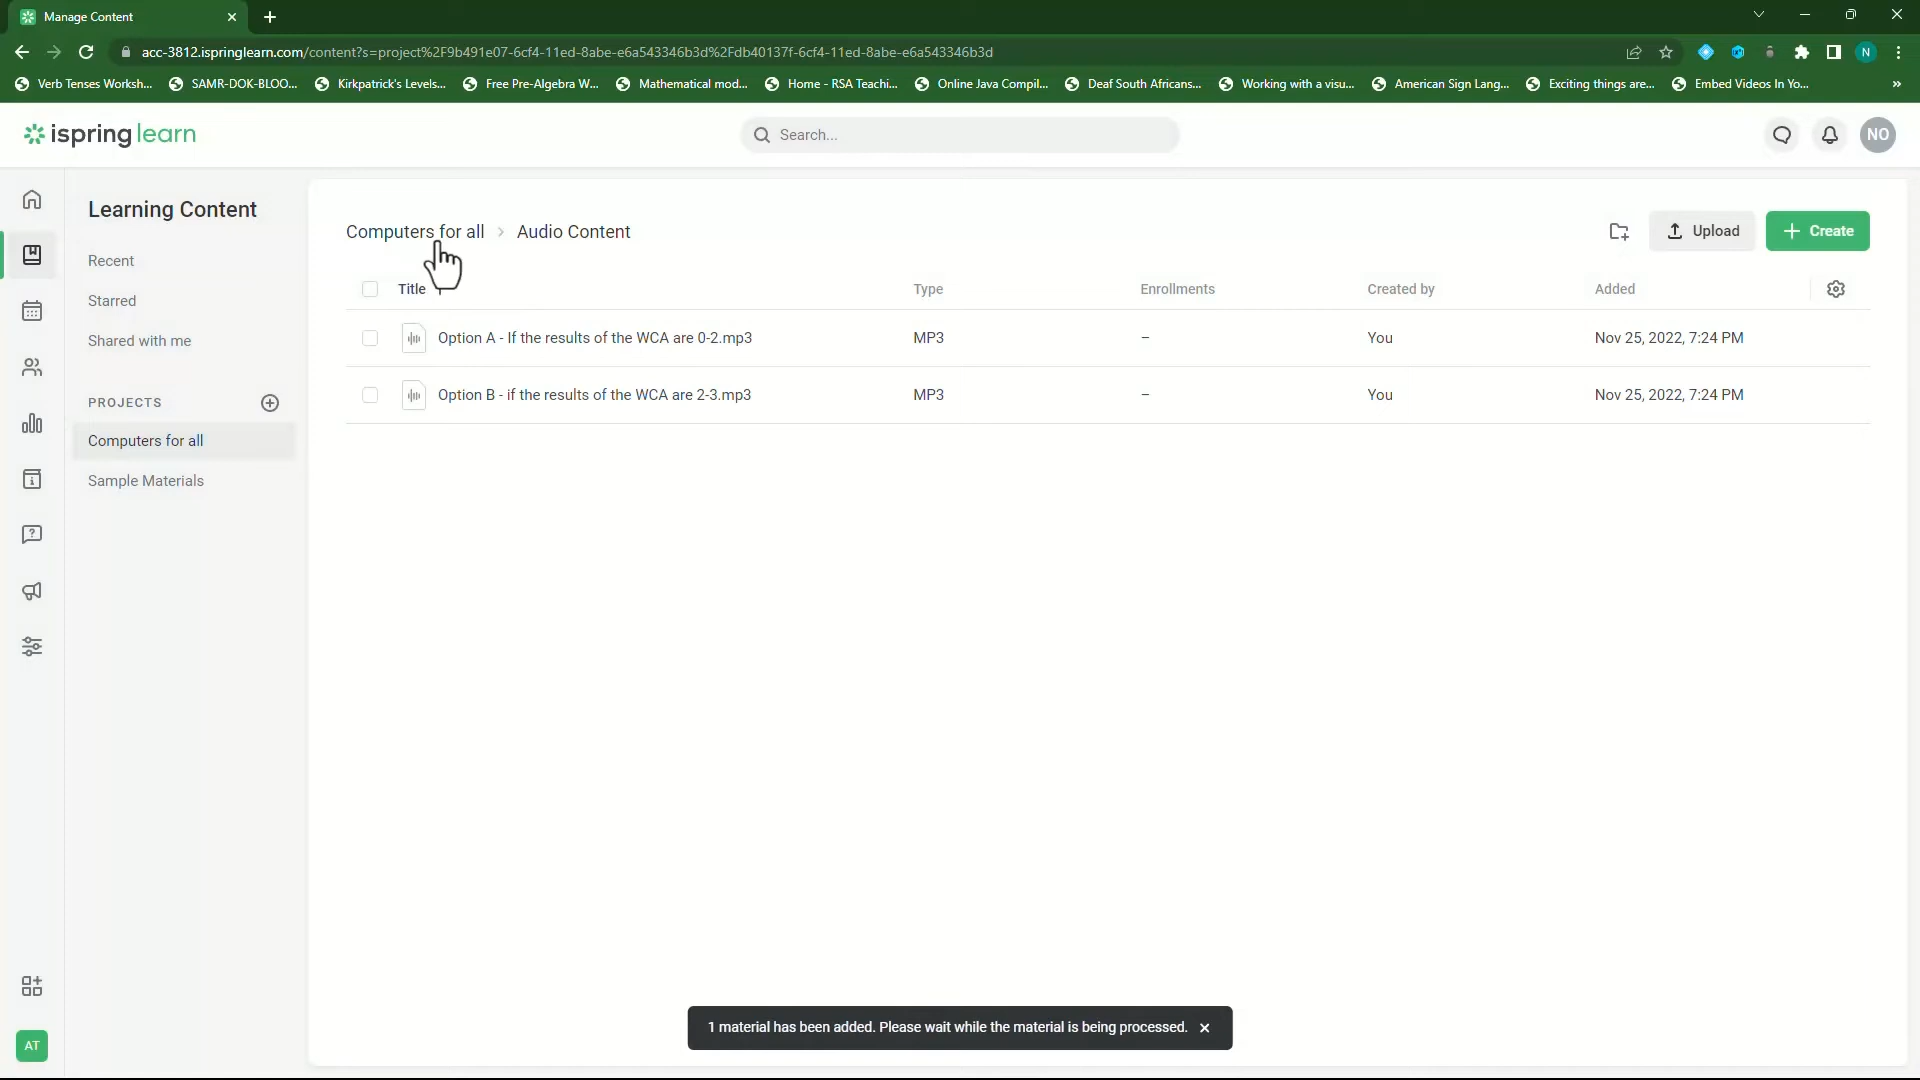 Manage Content
acc-3812.ispringlearn.com/content?s=project%2F9b491e07-6cf4-11ed-8abe-e6a543346b3d%2Fdb40137f-6cf4-11ed-8abe-e6a543346b3d
N
Verb Tenses Worksh... SAMR-DOK-BLOO... Kirkpatrick's Levels... Free Pre-Algebra W... Mathematical mod... Home - RSA Teachi... Online Java Compil... Deaf South Africans... Working with a visu... American Sign Lang... Exciting things are... Embed Videos In Yo... »
ispring learn
Search...
NO
Learning Content
Recent
Starred
Shared with me
PROJECTS
Computers for all
Sample Materials
AT
Computers for all > Audio Content
Upload
+ Create
Title Type Enrollments Created by Added
Option A - If the results of the WCA are 0-2.mp3 MP3 – You Nov 25, 2022, 7:24 PM
Option B - if the results of the WCA are 2-3.mp3 MP3 – You Nov 25, 2022, 7:24 PM
1 material has been added. Please wait while the material is being processed.